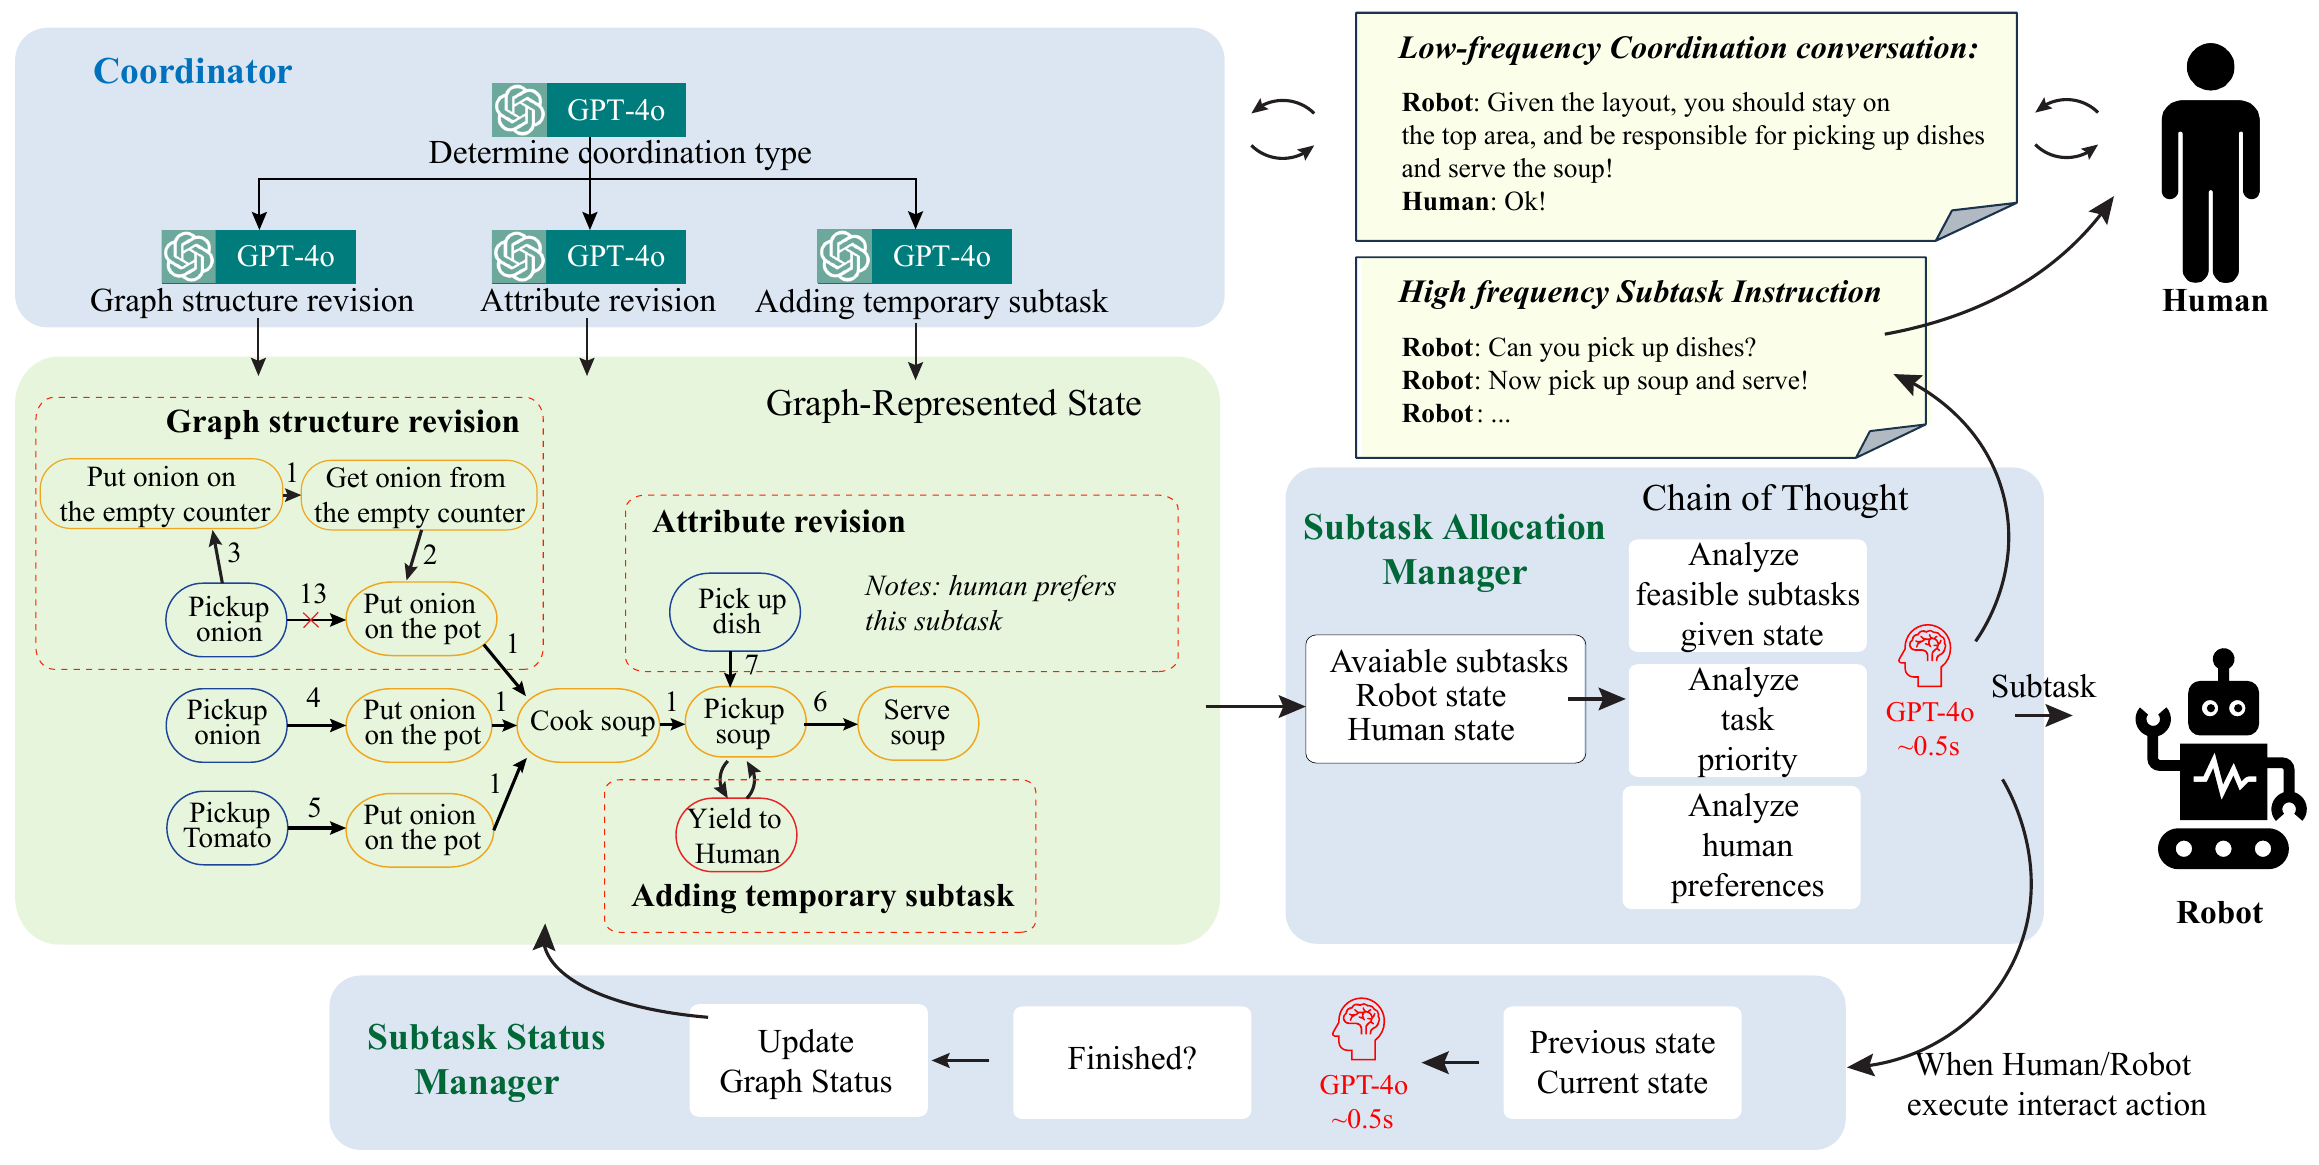 Coordinator
GPT-4o
Determine coordination type
GPT-4o
Graph structure revision
GPT-4o
Attribute revision
GPT-4o
Adding temporary subtask
Low-frequency Coordination conversation:
Robot: Given the layout, you should stay on
the top area, and be responsible for picking up dishes
and serve the soup!
Human: Ok!
High frequency Subtask Instruction
Robot: Can you pick up dishes?
Robot: Now pick up soup and serve!
Robot: ...
Human
Graph-Represented State
Graph structure revision
Put onion on
the empty counter
1
Get onion from
the empty counter
3
2
Pickup
onion
13
Put onion
on the pot
1
Pickup
onion
4
Put onion
on the pot
1
Pickup
Tomato
5
Put onion
on the pot
1
Cook soup
1
Attribute revision
Pick up
dish
Notes: human prefers
this subtask
7
Pickup
soup
6
Serve
soup
Yield to
Human
Adding temporary subtask
Subtask Allocation
Manager
Chain of Thought
Avaiable subtasks
Robot state
Human state
Analyze
feasible subtasks
given state
Analyze
task
priority
Analyze
human
preferences
GPT-4o
~0.5s
Subtask
Robot
Subtask Status
Manager
Update
Graph Status
Finished?
GPT-4o
~0.5s
Previous state
Current state
When Human/Robot
execute interact action